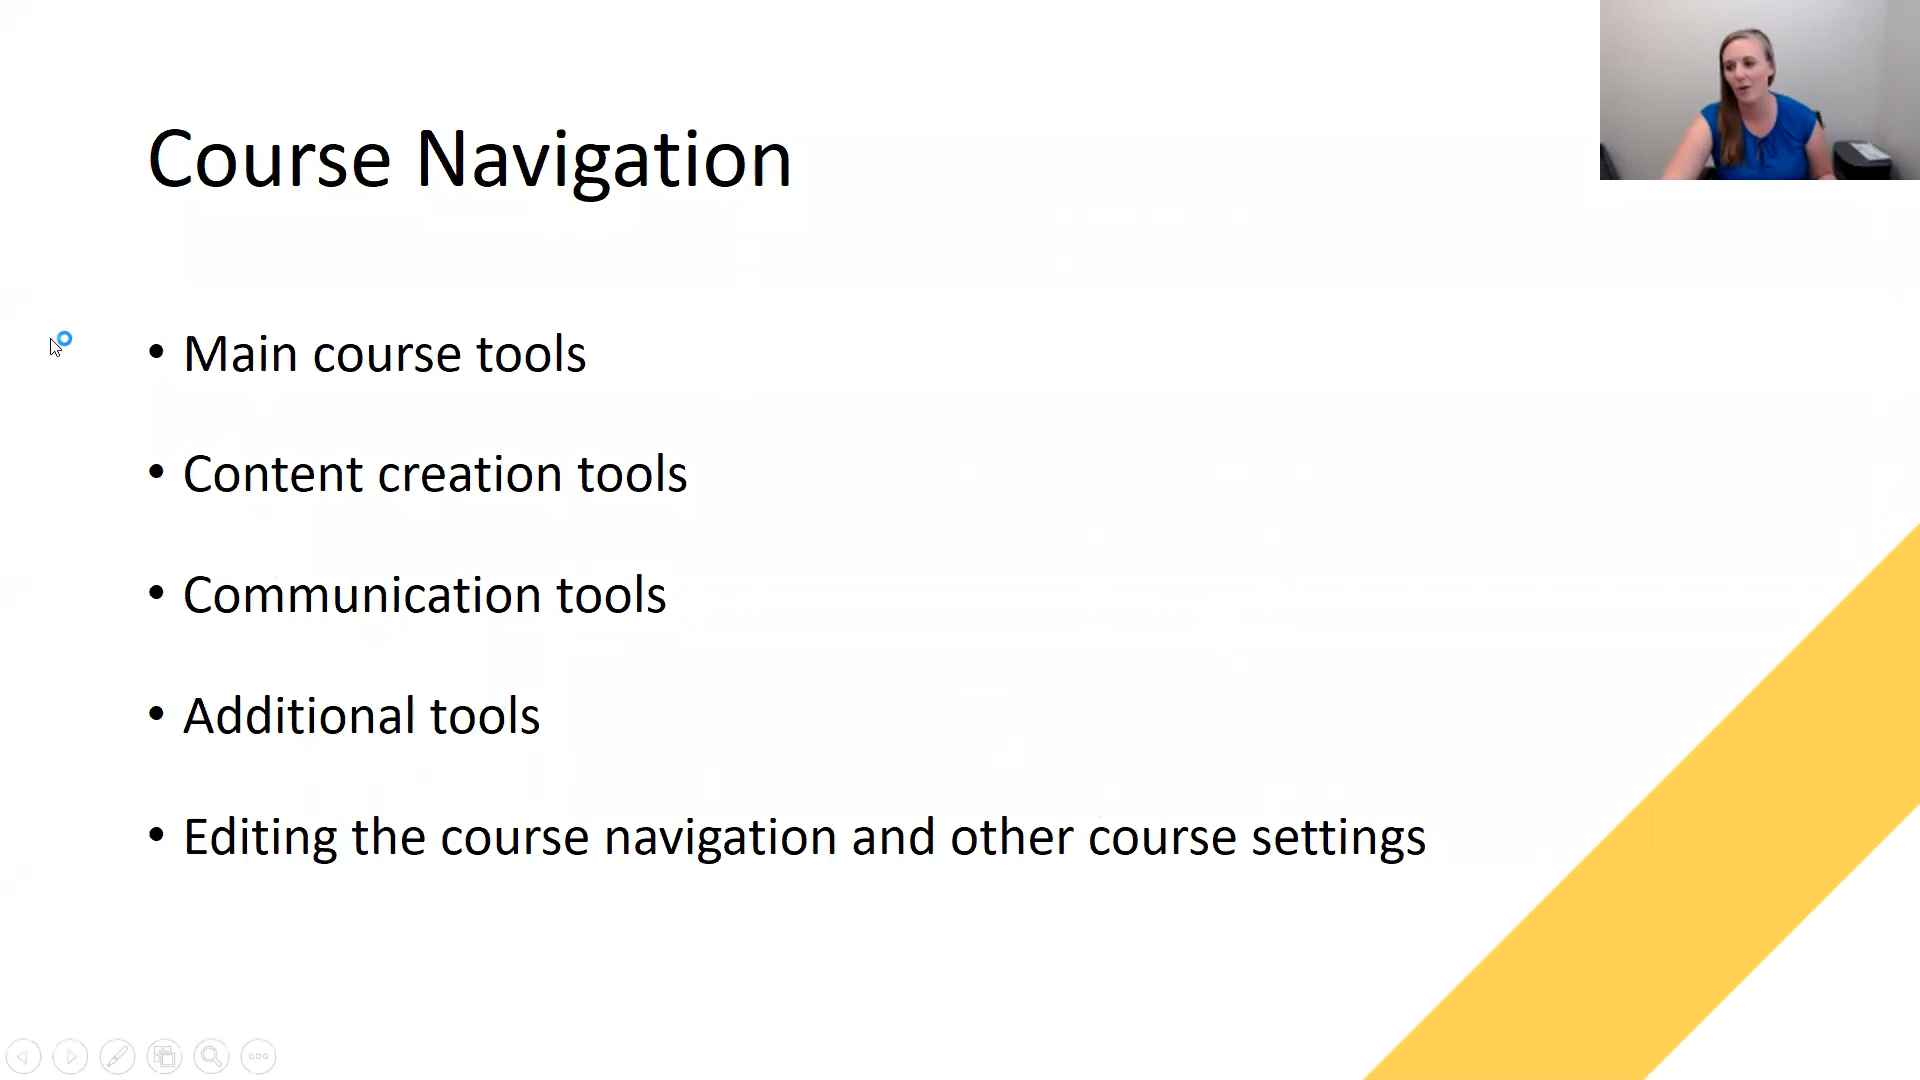 Course Navigation
• Main course tools
• Content creation tools
• Communication tools
• Additional tools
• Editing the course navigation and other course settings